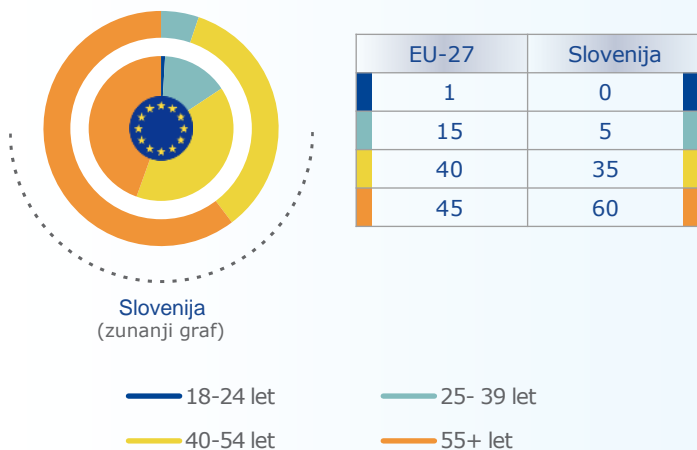 EU-27 Slovenija
1 0
15 5
40 35
45 60
Slovenija
(zunanji graf)
18-24 let 25- 39 let
40-54 let 55+ let